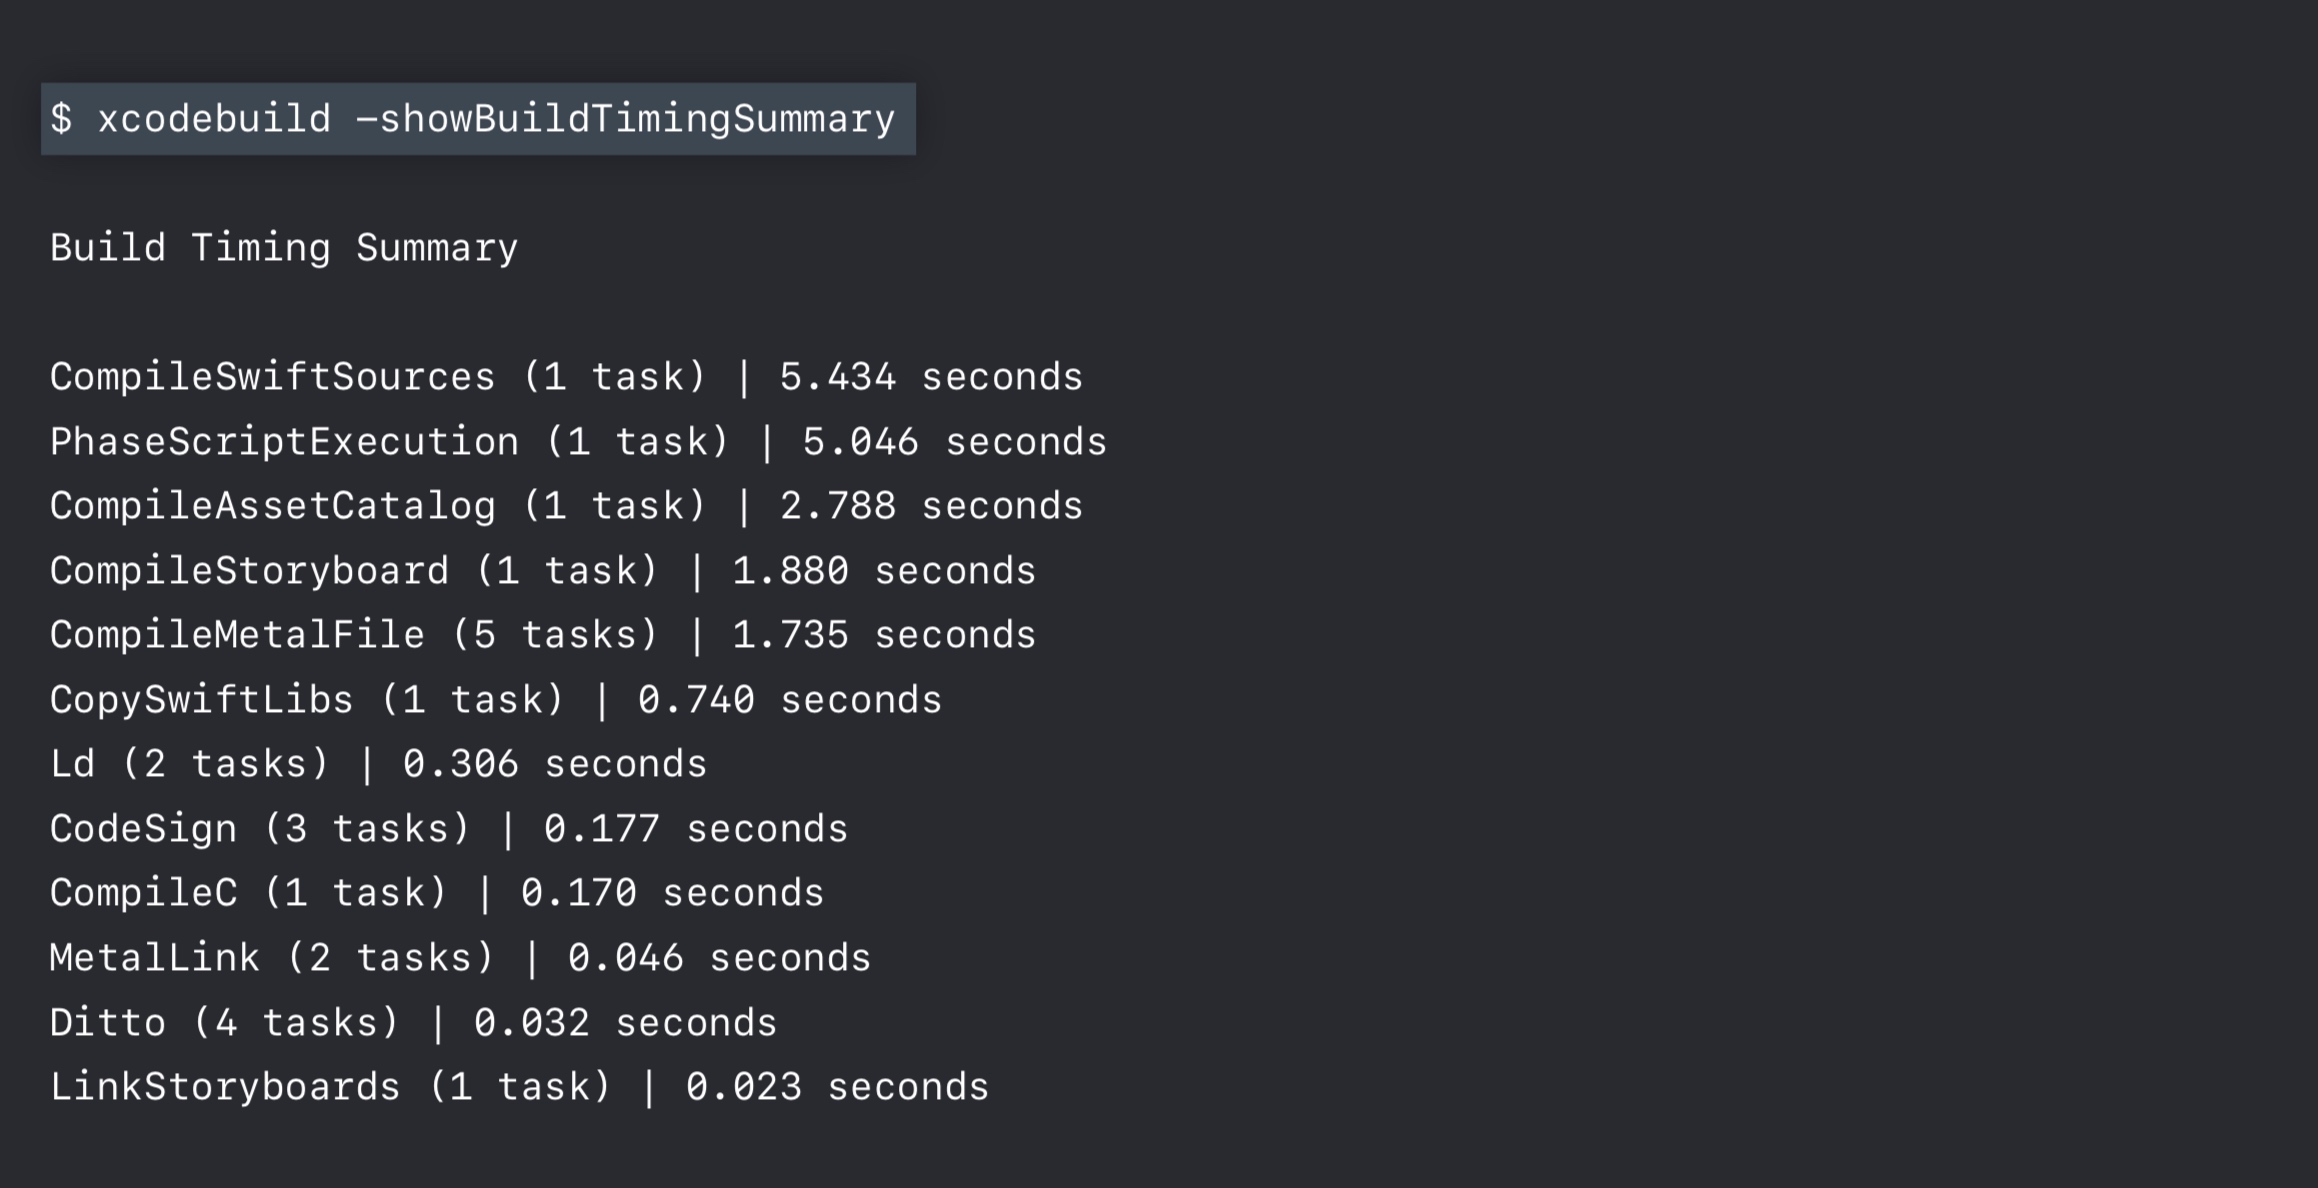 $ xcodebuild –showBuildTimingSummary
Build Timing Summary
CompileSwiftSources (1 task) | 5.434 seconds
PhaseScriptExecution (1 task) | 5.046 seconds
CompileAssetCatalog (1 task) | 2.788 seconds
CompileStoryboard (1 task) | 1.880 seconds
CompileMetalFile (5 tasks) | 1.735 seconds
CopySwiftLibs (1 task) | 0.740 seconds
Ld (2 tasks) | 0.306 seconds
CodeSign (3 tasks) | 0.177 seconds
CompileC (1 task) | 0.170 seconds
MetalLink (2 tasks) | 0.046 seconds
Ditto (4 tasks) | 0.032 seconds
LinkStoryboards (1 task) | 0.023 seconds